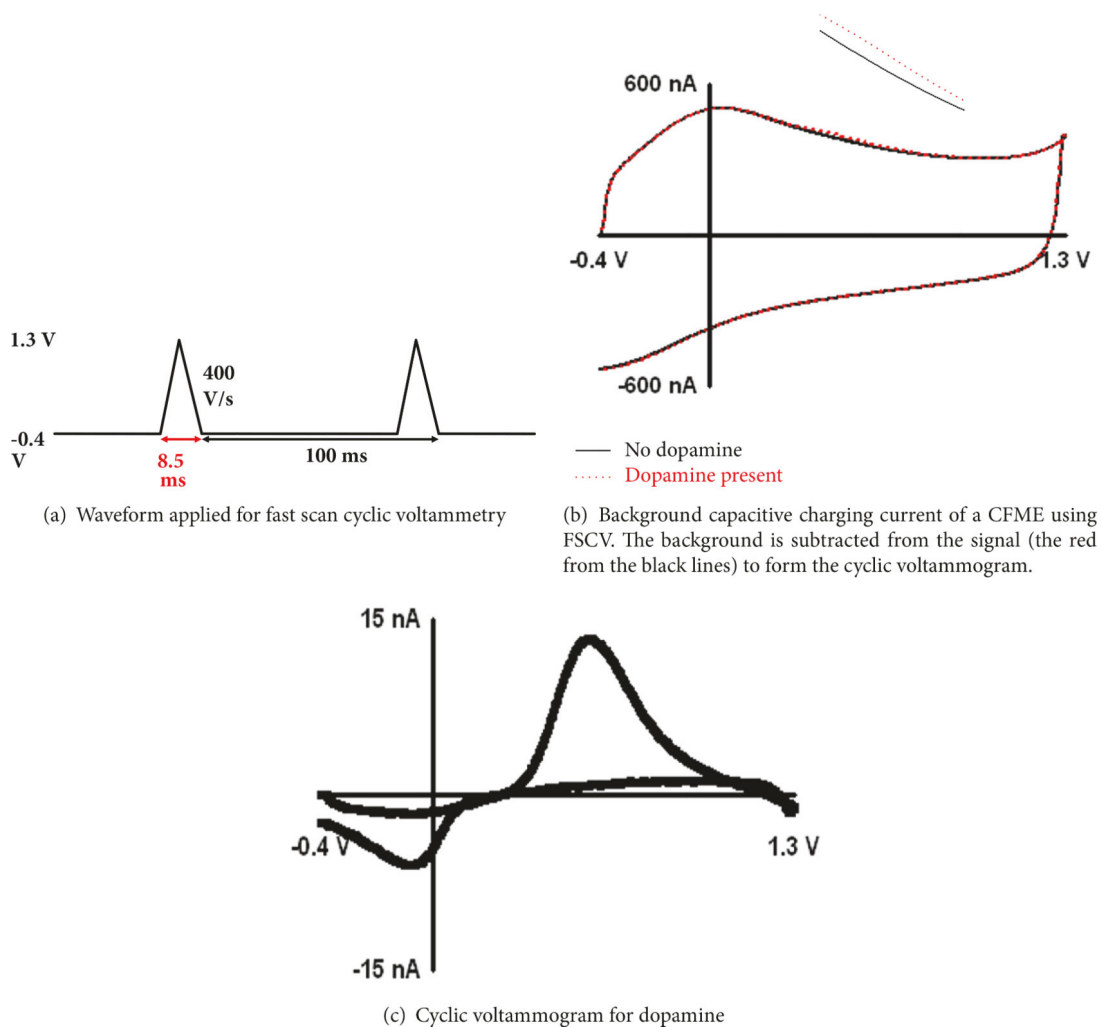 1.3 V
400
V/s
-0.4
V
8.5
ms
100 ms
(a) Waveform applied for fast scan cyclic voltammetry
600 nA
-0.4 V
1.3 V
-600 nA
No dopamine
Dopamine present
(b) Background capacitive charging current of a CFME using
FSCV. The background is subtracted from the signal (the red
from the black lines) to form the cyclic voltammogram.
15 nA
-0.4 V
1.3 V
-15 nA
(c) Cyclic voltammogram for dopamine